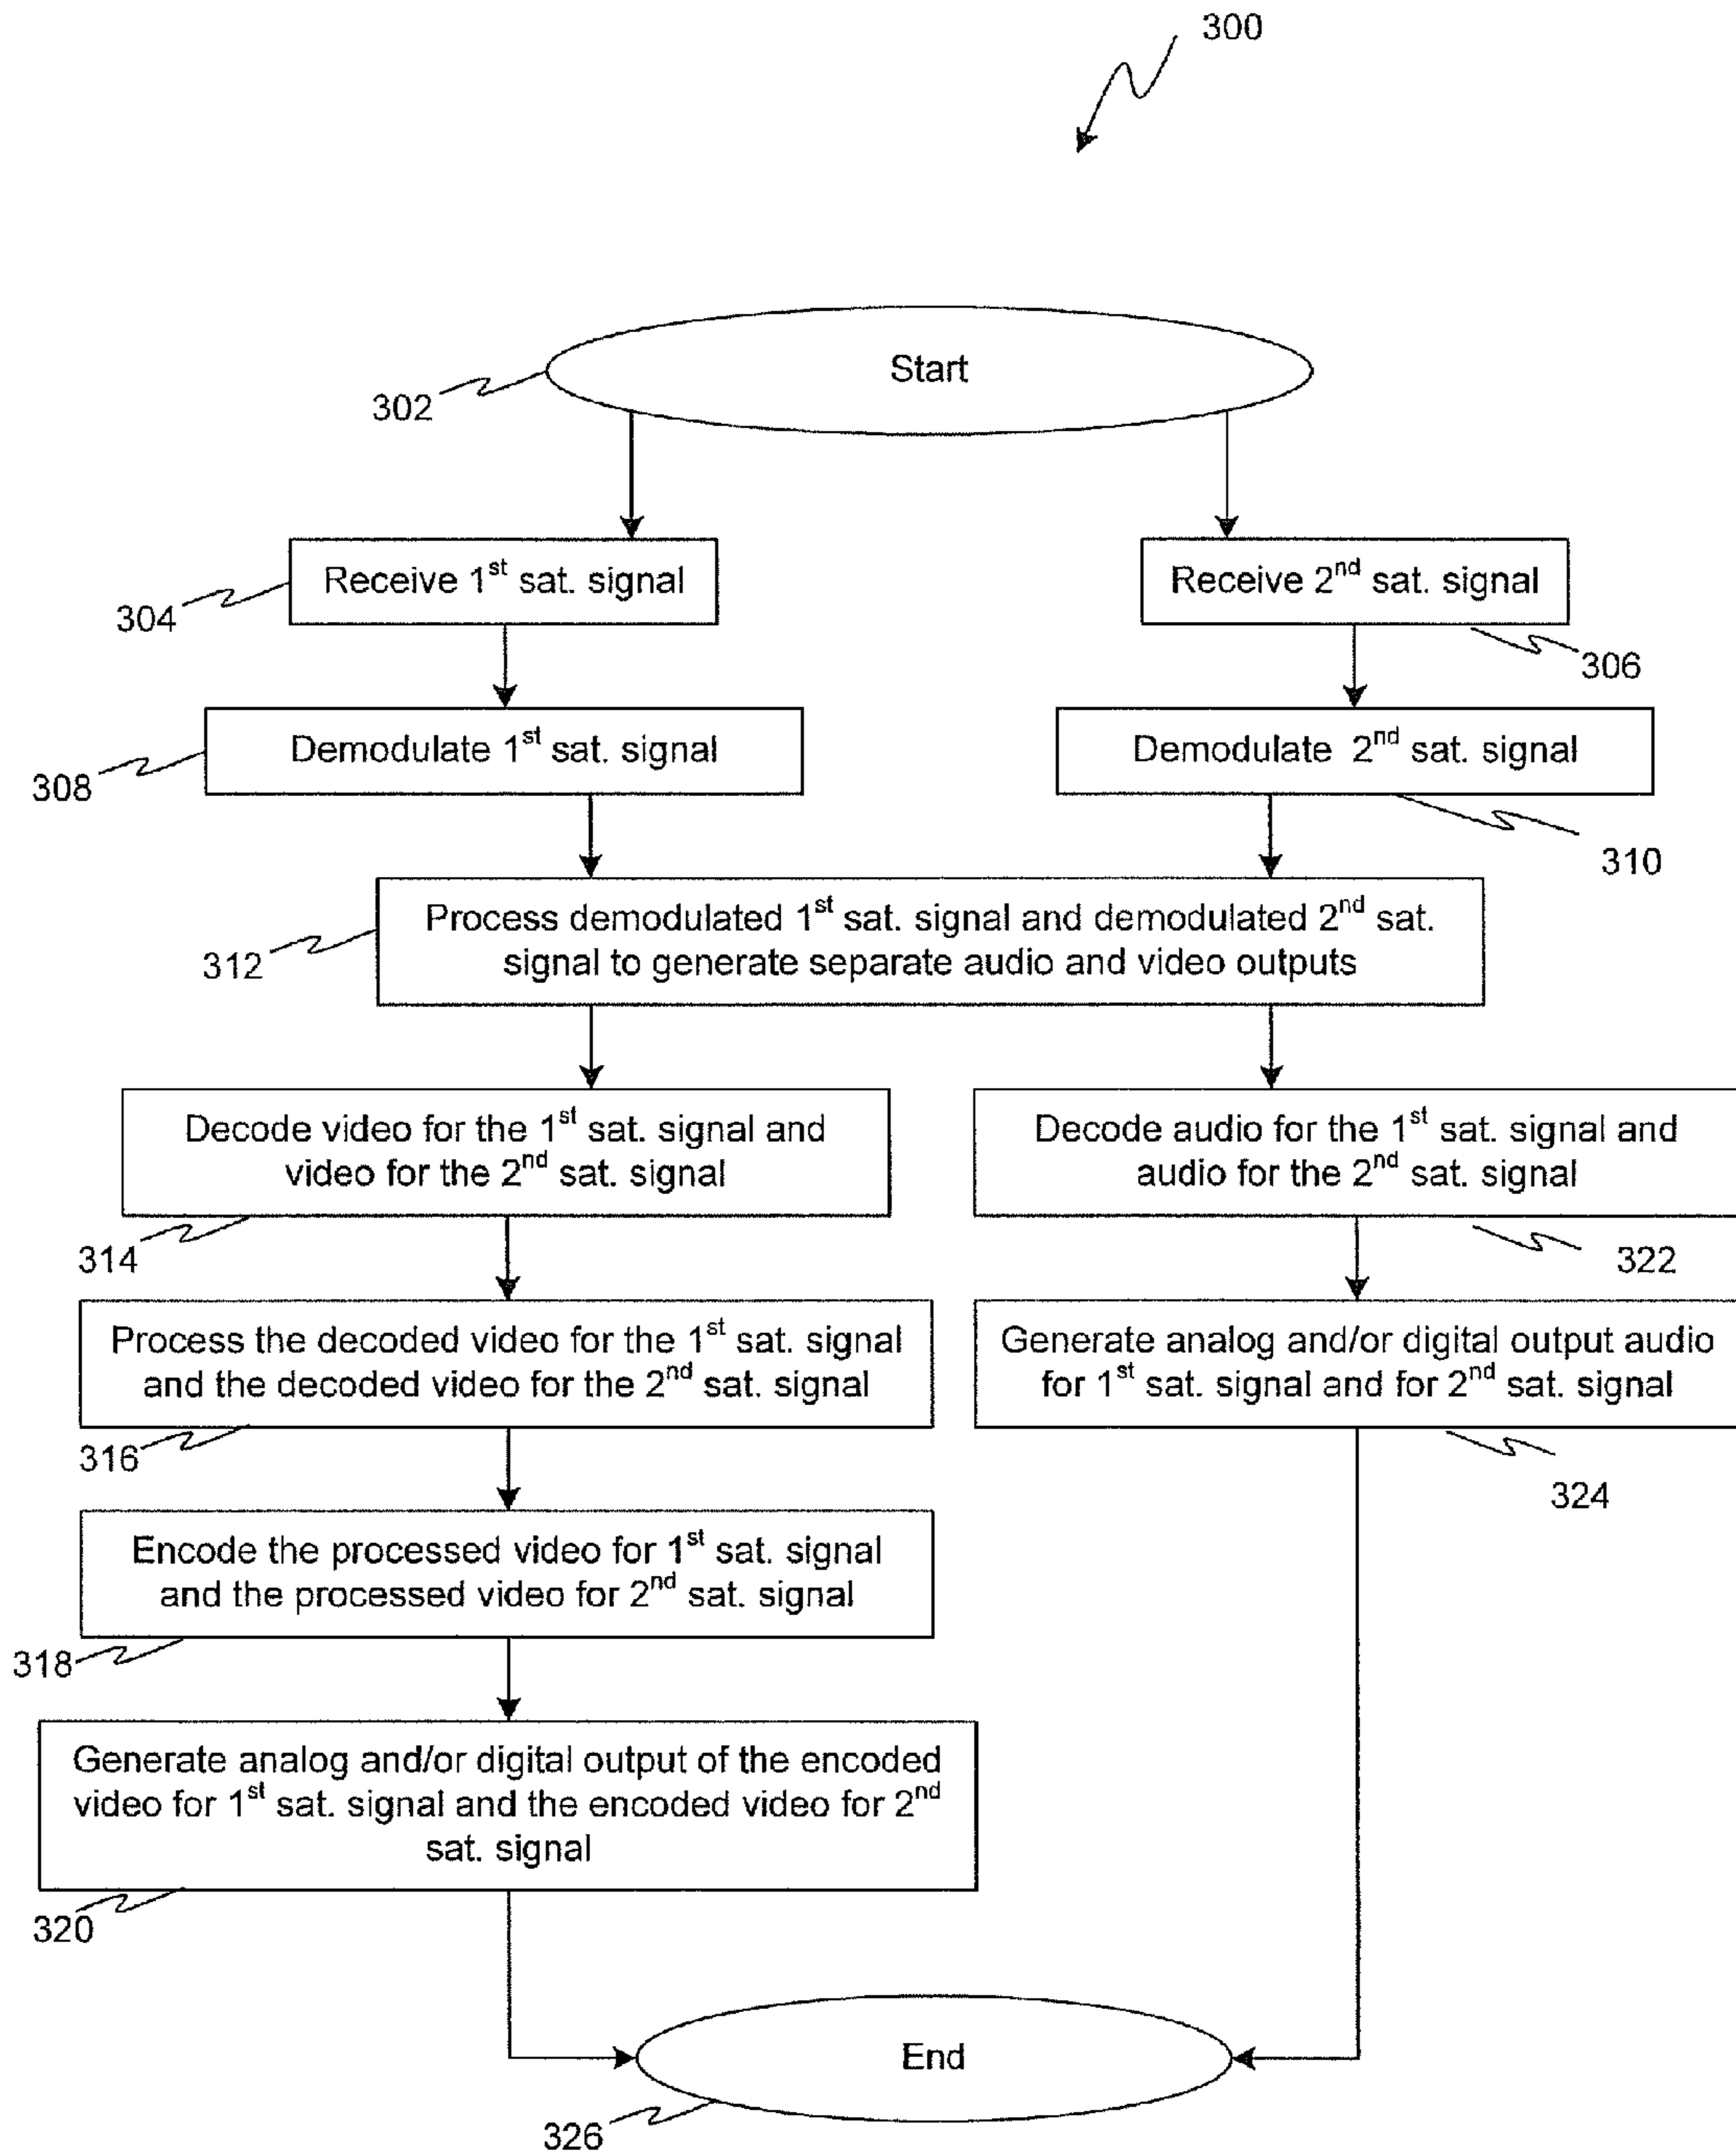 300
Start
302
Receive 1st sat. signal
304
Receive 2nd sat. signal
306
Demodulate 1st sat. signal
308
Demodulate 2nd sat. signal
310
Process demodulated 1st sat. signal and demodulated 2nd sat.
signal to generate separate audio and video outputs
312
Decode video for the 1st sat. signal and
video for the 2nd sat. signal
314
Decode audio for the 1st sat. signal and
audio for the 2nd sat. signal
322
Process the decoded video for the 1st sat. signal
and the decoded video for the 2nd sat. signal
316
Generate analog and/or digital output audio
for 1st sat. signal and for 2nd sat. signal
324
Encode the processed video for 1st sat. signal
and the processed video for 2nd sat. signal
318
Generate analog and/or digital output of the encoded
video for 1st sat. signal and the encoded video for 2nd
sat. signal
320
End
326